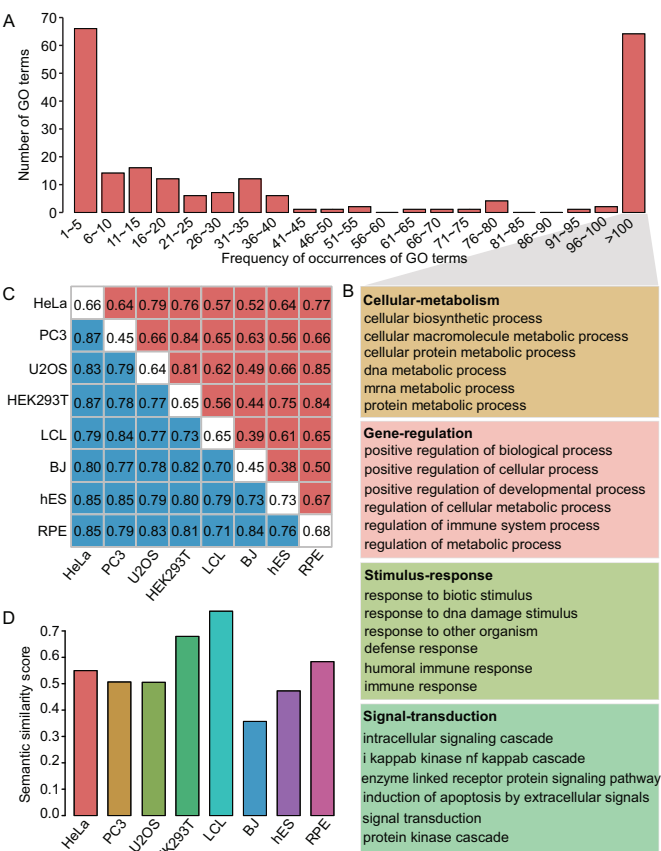 A
Number of GO terms
70
60
50
40
30
20
10
0
1~5
6~10
11~15
16~20
21~25
26~30
31~35
36~40
41~45
46~50
51~55
56~60
61~65
66~70
71~75
76~80
81~85
86~90
91~95
96~100
>100
Frequency of occurrences of GO terms
C
HeLa 0.66 0.64 0.79 0.76 0.57 0.52 0.64 0.77
PC3 0.87 0.45 0.66 0.84 0.65 0.63 0.56 0.66
U2OS 0.83 0.79 0.64 0.81 0.62 0.49 0.66 0.85
HEK293T 0.87 0.78 0.77 0.65 0.56 0.44 0.75 0.84
LCL 0.79 0.84 0.77 0.73 0.65 0.39 0.61 0.65
BJ 0.80 0.77 0.78 0.82 0.70 0.45 0.38 0.50
hES 0.85 0.85 0.79 0.80 0.79 0.73 0.73 0.67
RPE 0.85 0.79 0.83 0.81 0.71 0.84 0.76 0.68
HeLa
PC3
U2OS
HEK293T
LCL
BJ
hES
RPE
B
Cellular-metabolism
cellular biosynthetic process
cellular macromolecule metabolic process
cellular protein metabolic process
dna metabolic process
mrna metabolic process
protein metabolic process
Gene-regulation
positive regulation of biological process
positive regulation of cellular process
positive regulation of developmental process
regulation of cellular metabolic process
regulation of immune system process
regulation of metabolic process
Stimulus-response
response to biotic stimulus
response to dna damage stimulus
response to other organism
defense response
humoral immune response
immune response
Signal-transduction
intracellular signaling cascade
i kappab kinase nf kappab cascade
enzyme linked receptor protein signaling pathway
induction of apoptosis by extracellular signals
signal transduction
protein kinase cascade
D
Semantic similarity score
0.7
0.6
0.5
0.4
0.3
0.2
0.1
0.0
HeLa
PC3
U2OS
LCL
BJ
hES
RPE